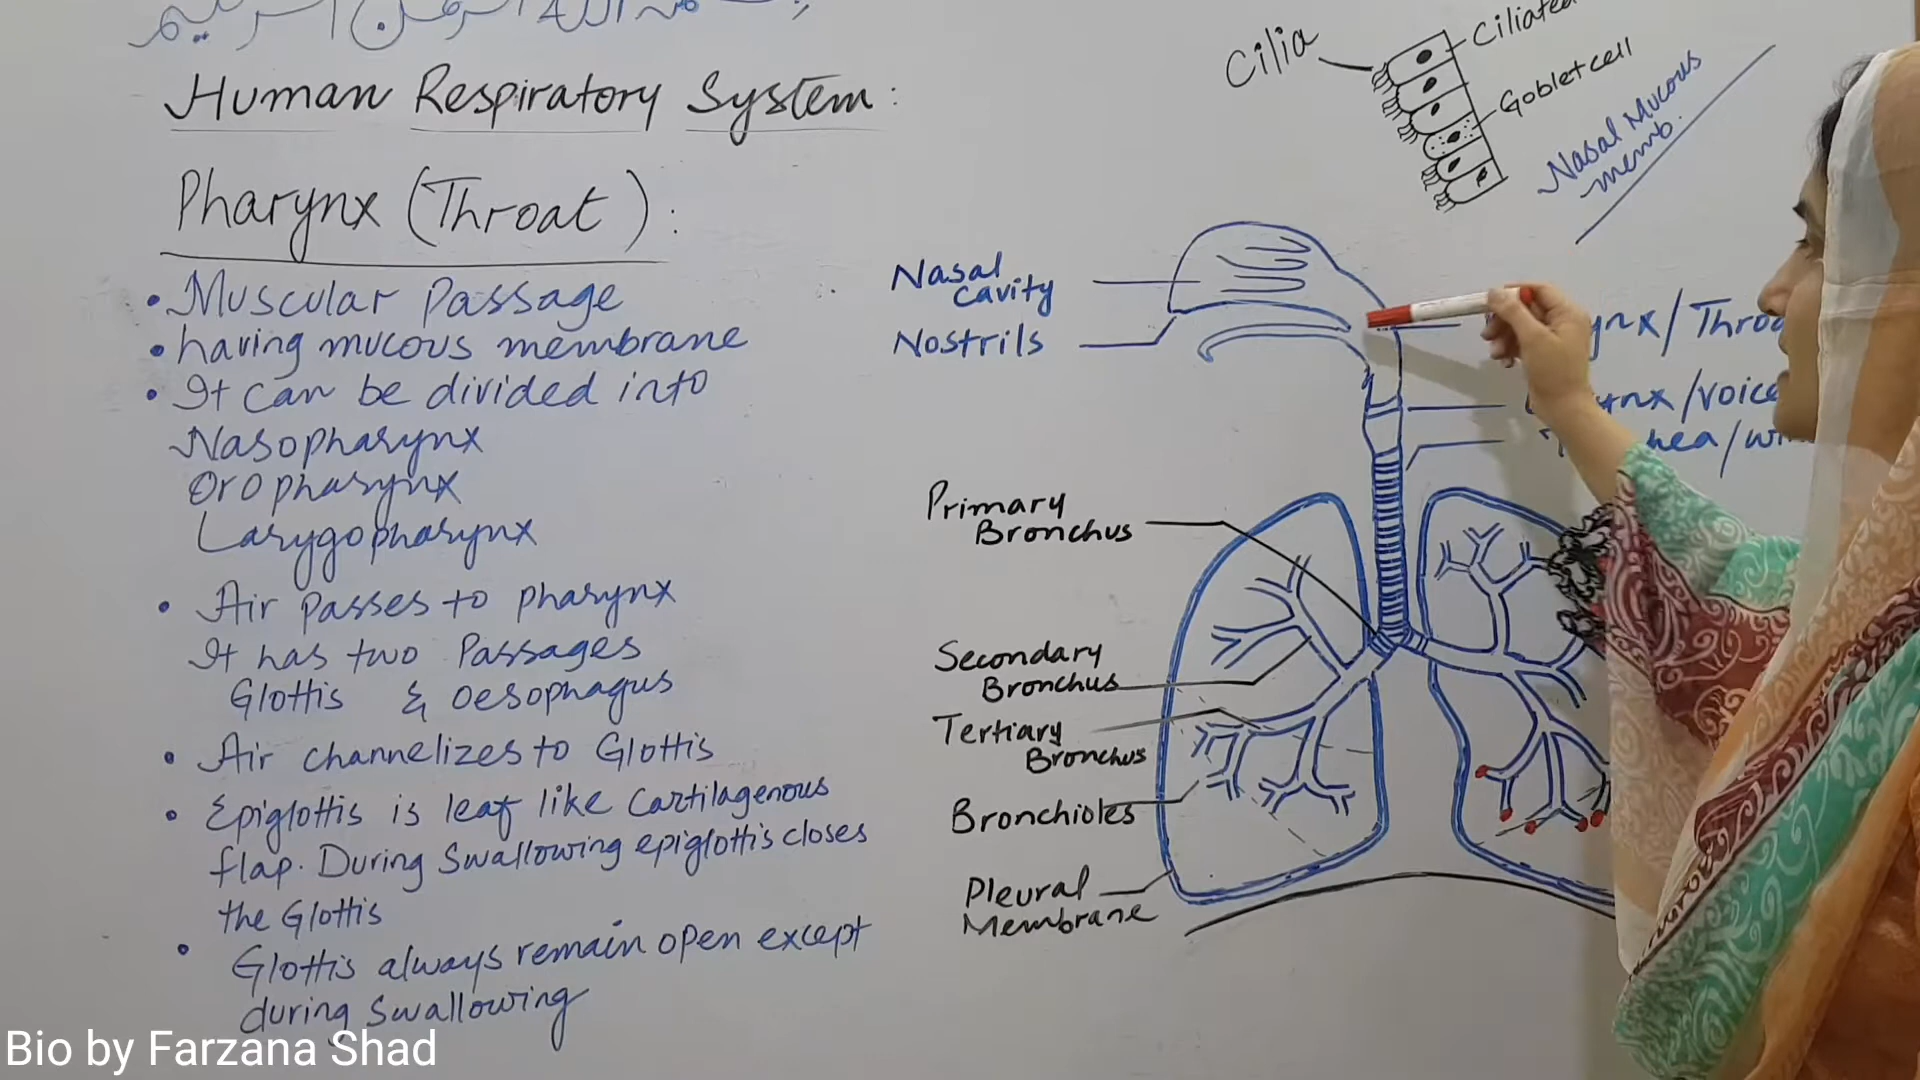 Human Respiratory System:
Pharynx (Throat):
• Muscular Passage
• having mucous membrane
• It can be divided into
Nasopharynx
Oropharynx
Larygopharynx
• Air passes to pharynx
It has two Passages
Glottis & oesophagus
• Air channelizes to Glottis
• Epiglottis is leaf like Cartilagenous
flap. During Swallowing epiglottis closes
the Glottis
• Glottis always remain open except
during Swallowing
Cilia
Ciliated
Goblet cell
Nasal Mucous
memb.
Nasal
cavity
Nostrils
Primary
Bronchus
Secondary
Bronchus
Tertiary
Bronchus
Bronchioles
Pleural
Membrane
Bio by Farzana Shad